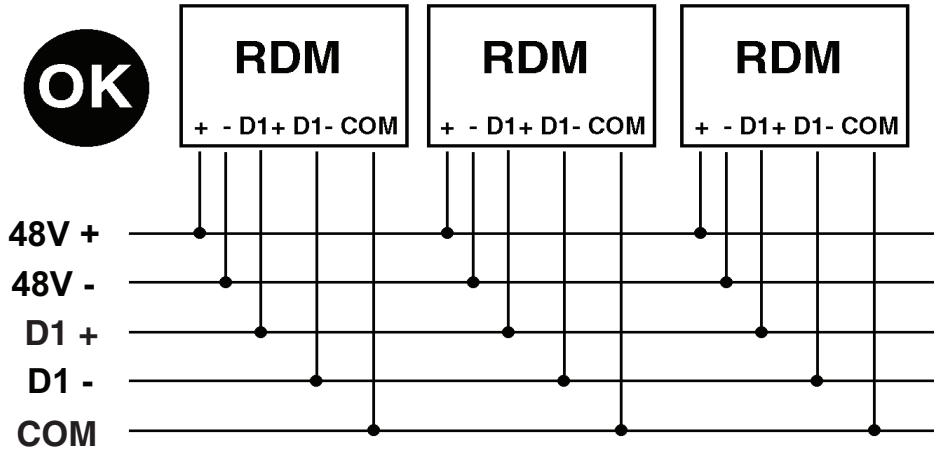 OK
RDM
+ - D1+ D1- COM
RDM
+ - D1+ D1- COM
RDM
+ - D1+ D1- COM
48V +
48V -
D1 +
D1 -
COM